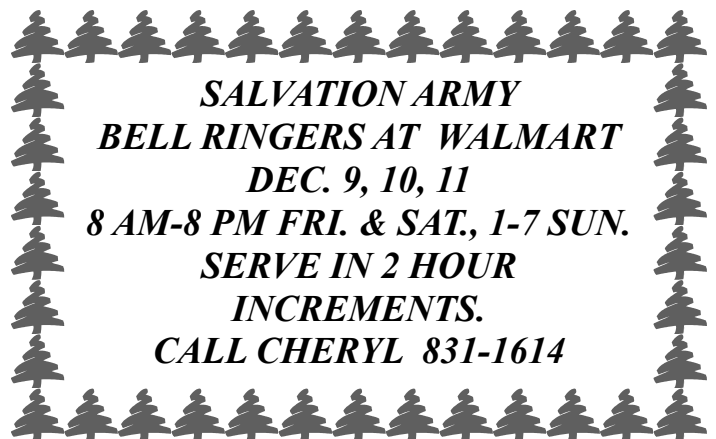 SALVATION ARMY
BELL RINGERS AT WALMART
DEC. 9, 10, 11
8 AM-8 PM FRI. & SAT., 1-7 SUN.
SERVE IN 2 HOUR
INCREMENTS.
CALL CHERYL 831-1614